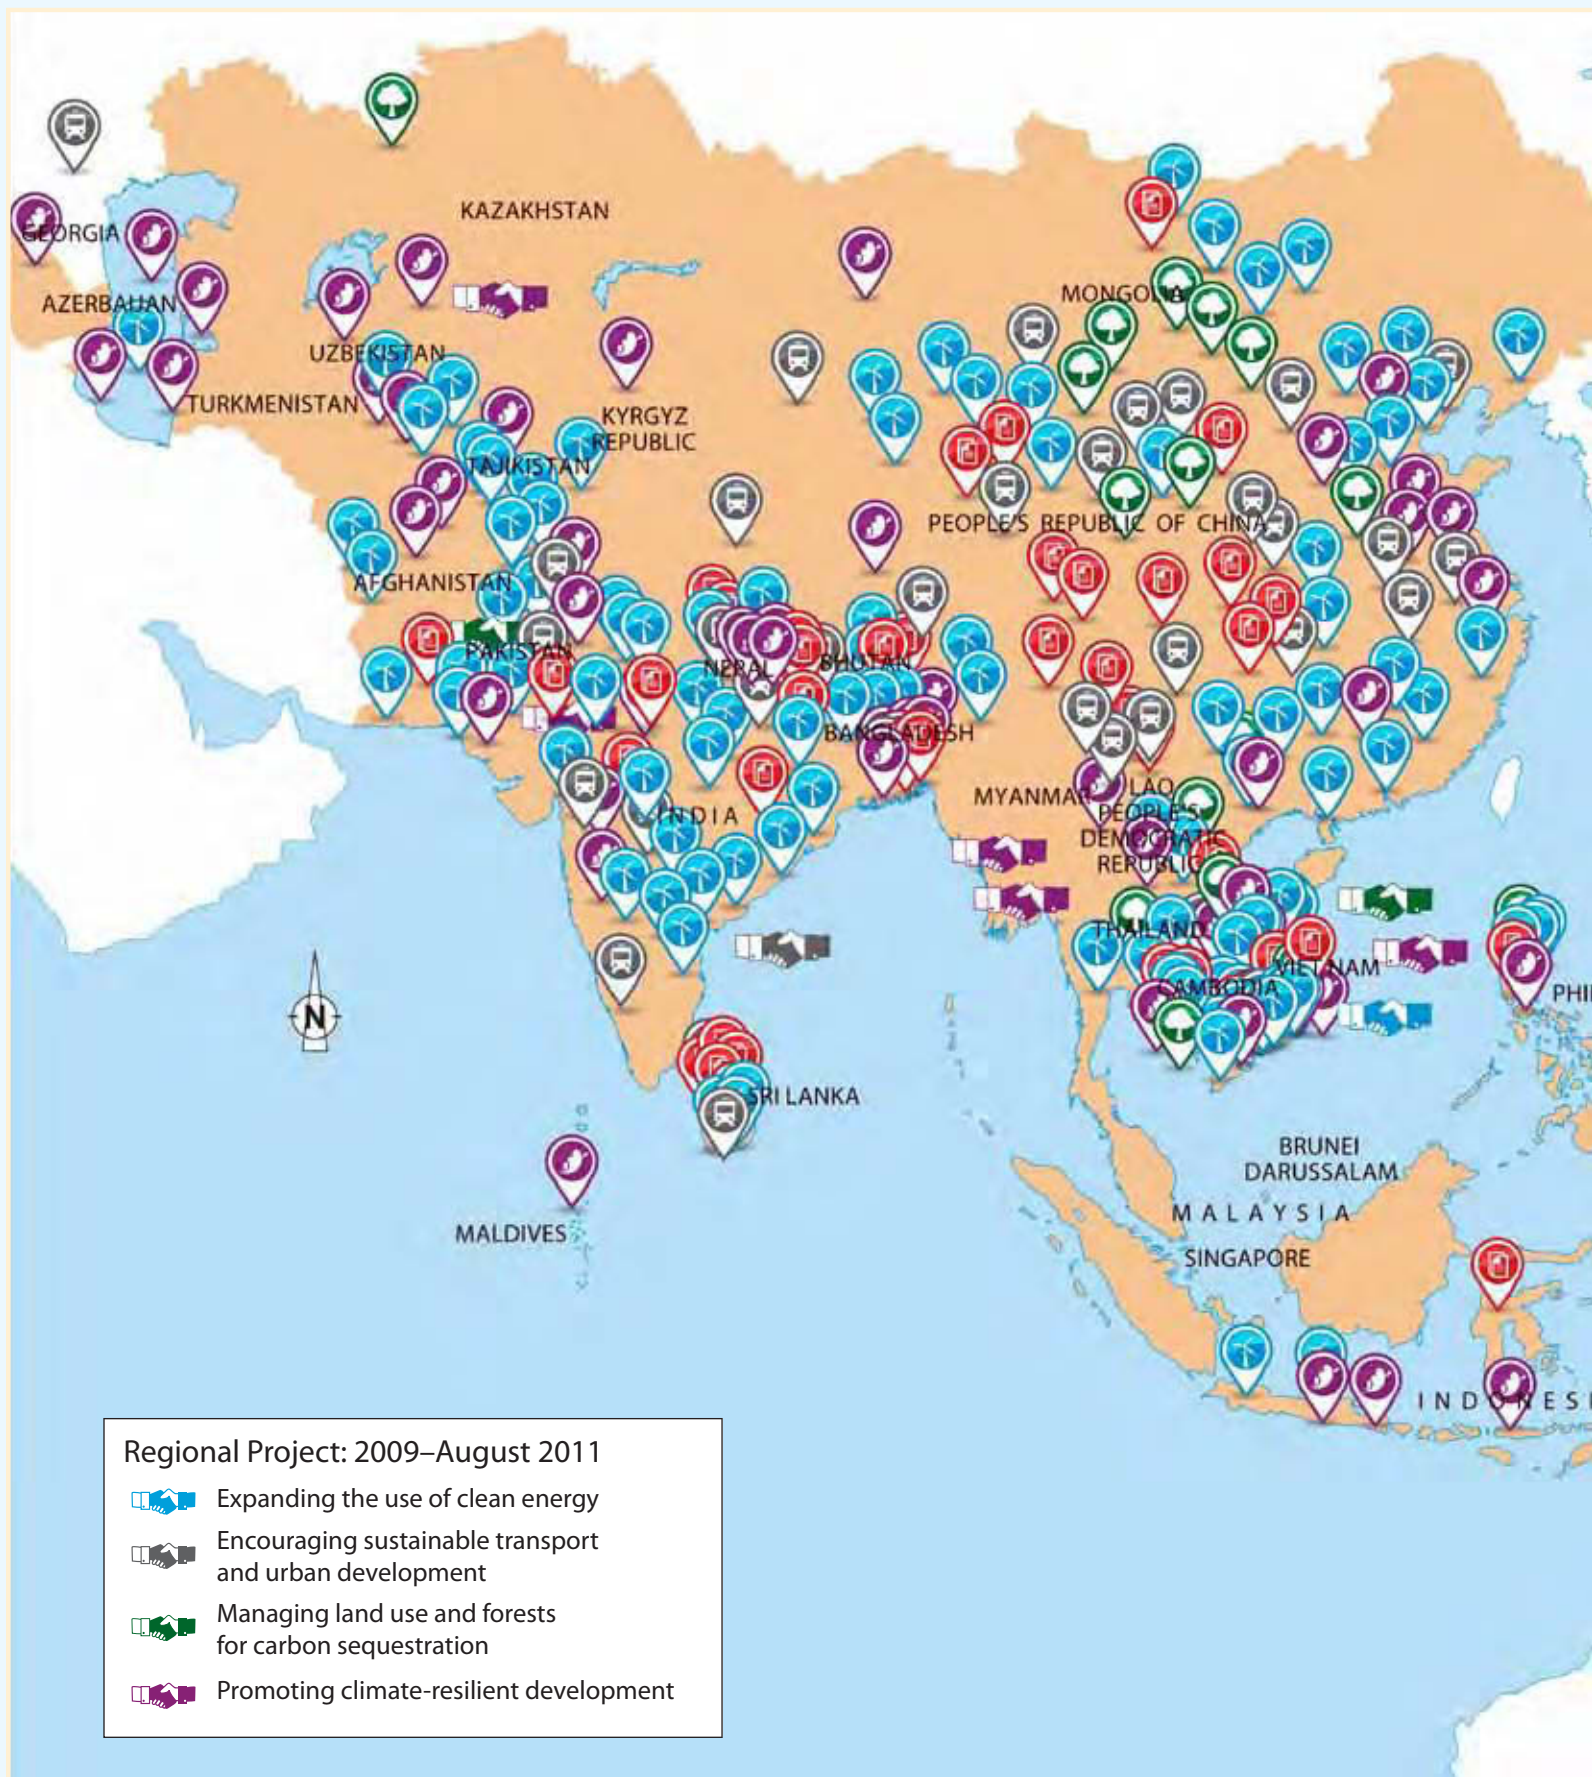 KAZAKHSTAN
GEORGIA
MONGOLIA
AZERBAIJAN
UZBEKISTAN
TURKMENISTAN
KYRGYZ
REPUBLIC
TAJIKISTAN
PEOPLE'S REPUBLIC OF CHINA
AFGHANISTAN
PAKISTAN
NEPAL
BHUTAN
BANGLADESH
MYANMAR
LAO
PEOPLE'S
DEMOCRATIC
REPUBLIC
INDIA
THAILAND
VIET NAM
CAMBODIA
PHI
N
SRI LANKA
BRUNEI
DARUSSALAM
MALAYSIA
MALDIVES
SINGAPORE
INDONESI
Regional Project: 2009–August 2011
Expanding the use of clean energy
Encouraging sustainable transport
and urban development
Managing land use and forests
for carbon sequestration
Promoting climate-resilient development